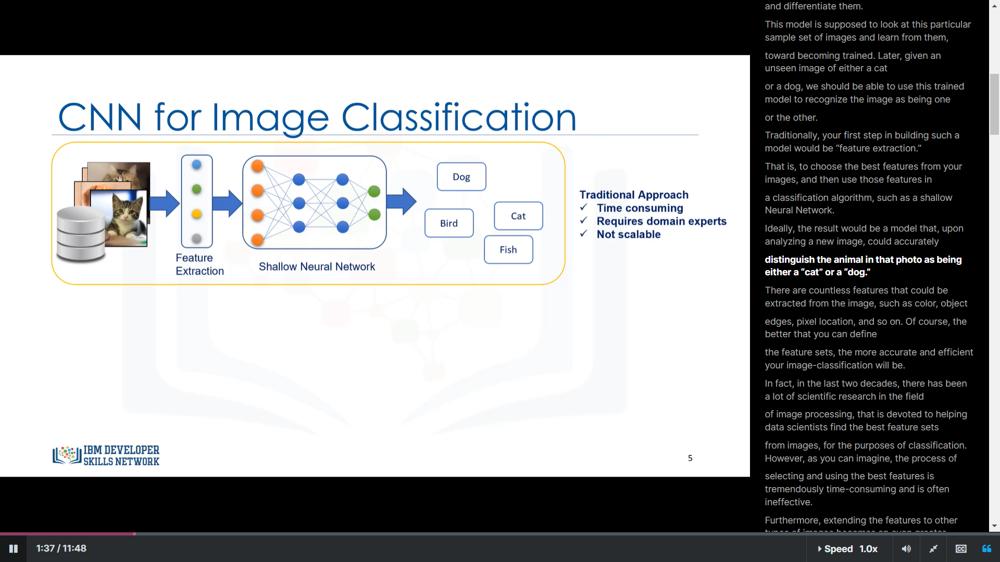 CNN for Image Classification
Feature
Extraction
Shallow Neural Network
Dog
Cat
Bird
Fish
Traditional Approach
✓ Time consuming
✓ Requires domain experts
✓ Not scalable
IBM DEVELOPER
SKILLS NETWORK
5
and differentiate them.
This model is supposed to look at this particular
sample set of images and learn from them,
toward becoming trained. Later, given an
unseen image of either a cat
or a dog, we should be able to use this trained
model to recognize the image as being one
or the other.
Traditionally, your first step in building such a
model would be “feature extraction.”
That is, to choose the best features from your
images, and then use those features in
a classification algorithm, such as a shallow
Neural Network.
Ideally, the result would be a model that, upon
analyzing a new image, could accurately
distinguish the animal in that photo as being
either a “cat” or a “dog.”
There are countless features that could be
extracted from the image, such as color, object
edges, pixel location, and so on. Of course, the
better that you can define
the feature sets, the more accurate and efficient
your image-classification will be.
In fact, in the last two decades, there has been
a lot of scientific research in the field
of image processing, that is devoted to helping
data scientists find the best feature sets
from images, for the purposes of classification.
However, as you can imagine, the process of
selecting and using the best features is
tremendously time-consuming and is often
ineffective.
Furthermore, extending the features to other
types of images becomes an even greater
1:37 / 11:48
Speed 1.0x
CC